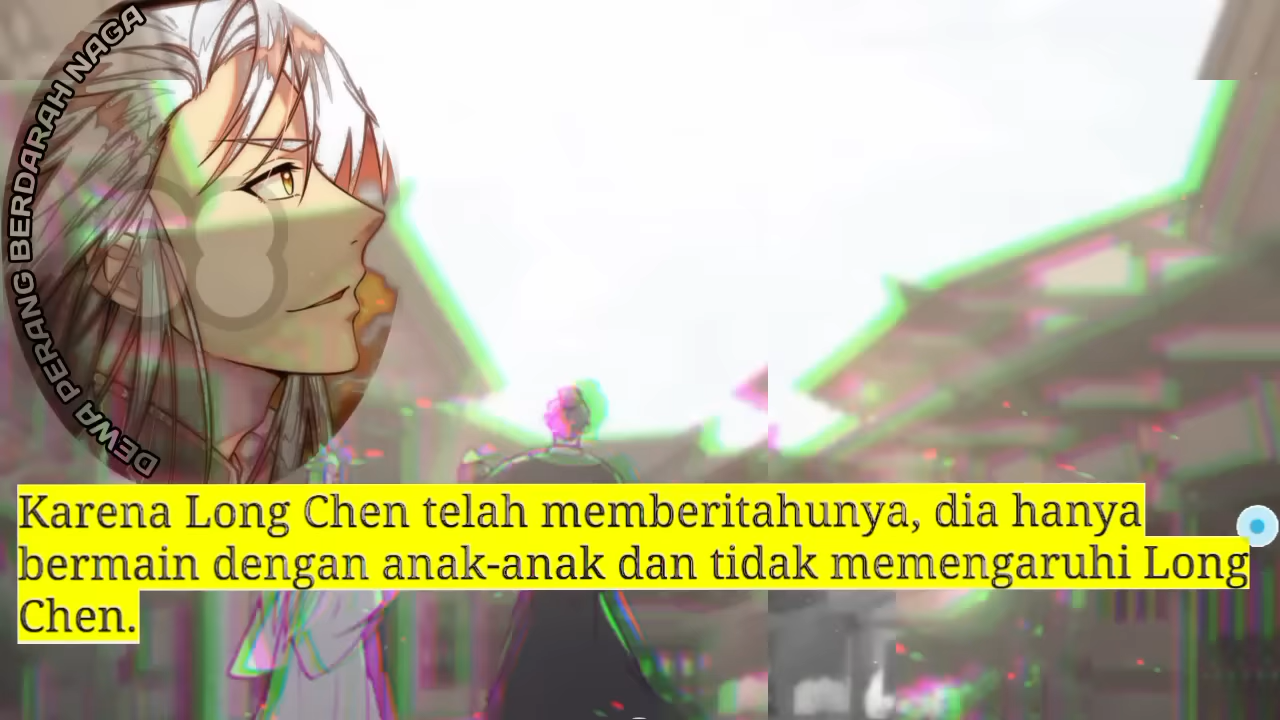 DEWA PERANG BERDARAH NAGA
Karena Long Chen telah memberitahunya, dia hanya
bermain dengan anak-anak dan tidak memengaruhi Long
Chen.